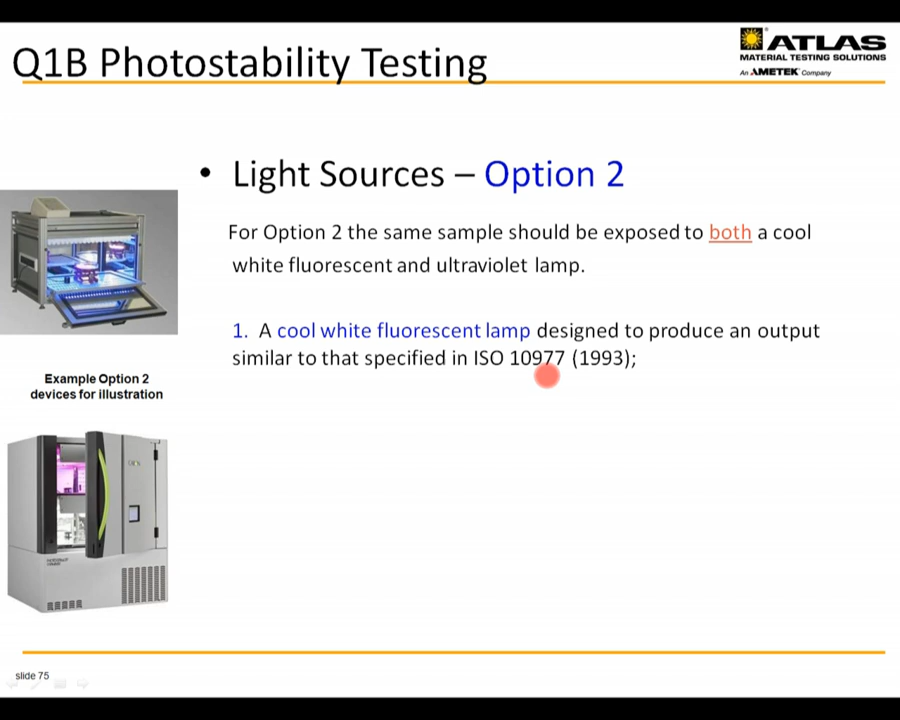 Q1B Photostability Testing
ATLAS
MATERIAL TESTING SOLUTIONS
An AMETEK Company
• Light Sources – Option 2
For Option 2 the same sample should be exposed to both a cool
white fluorescent and ultraviolet lamp.
1. A cool white fluorescent lamp designed to produce an output
similar to that specified in ISO 10977 (1993);
Example Option 2
devices for illustration
slide 75